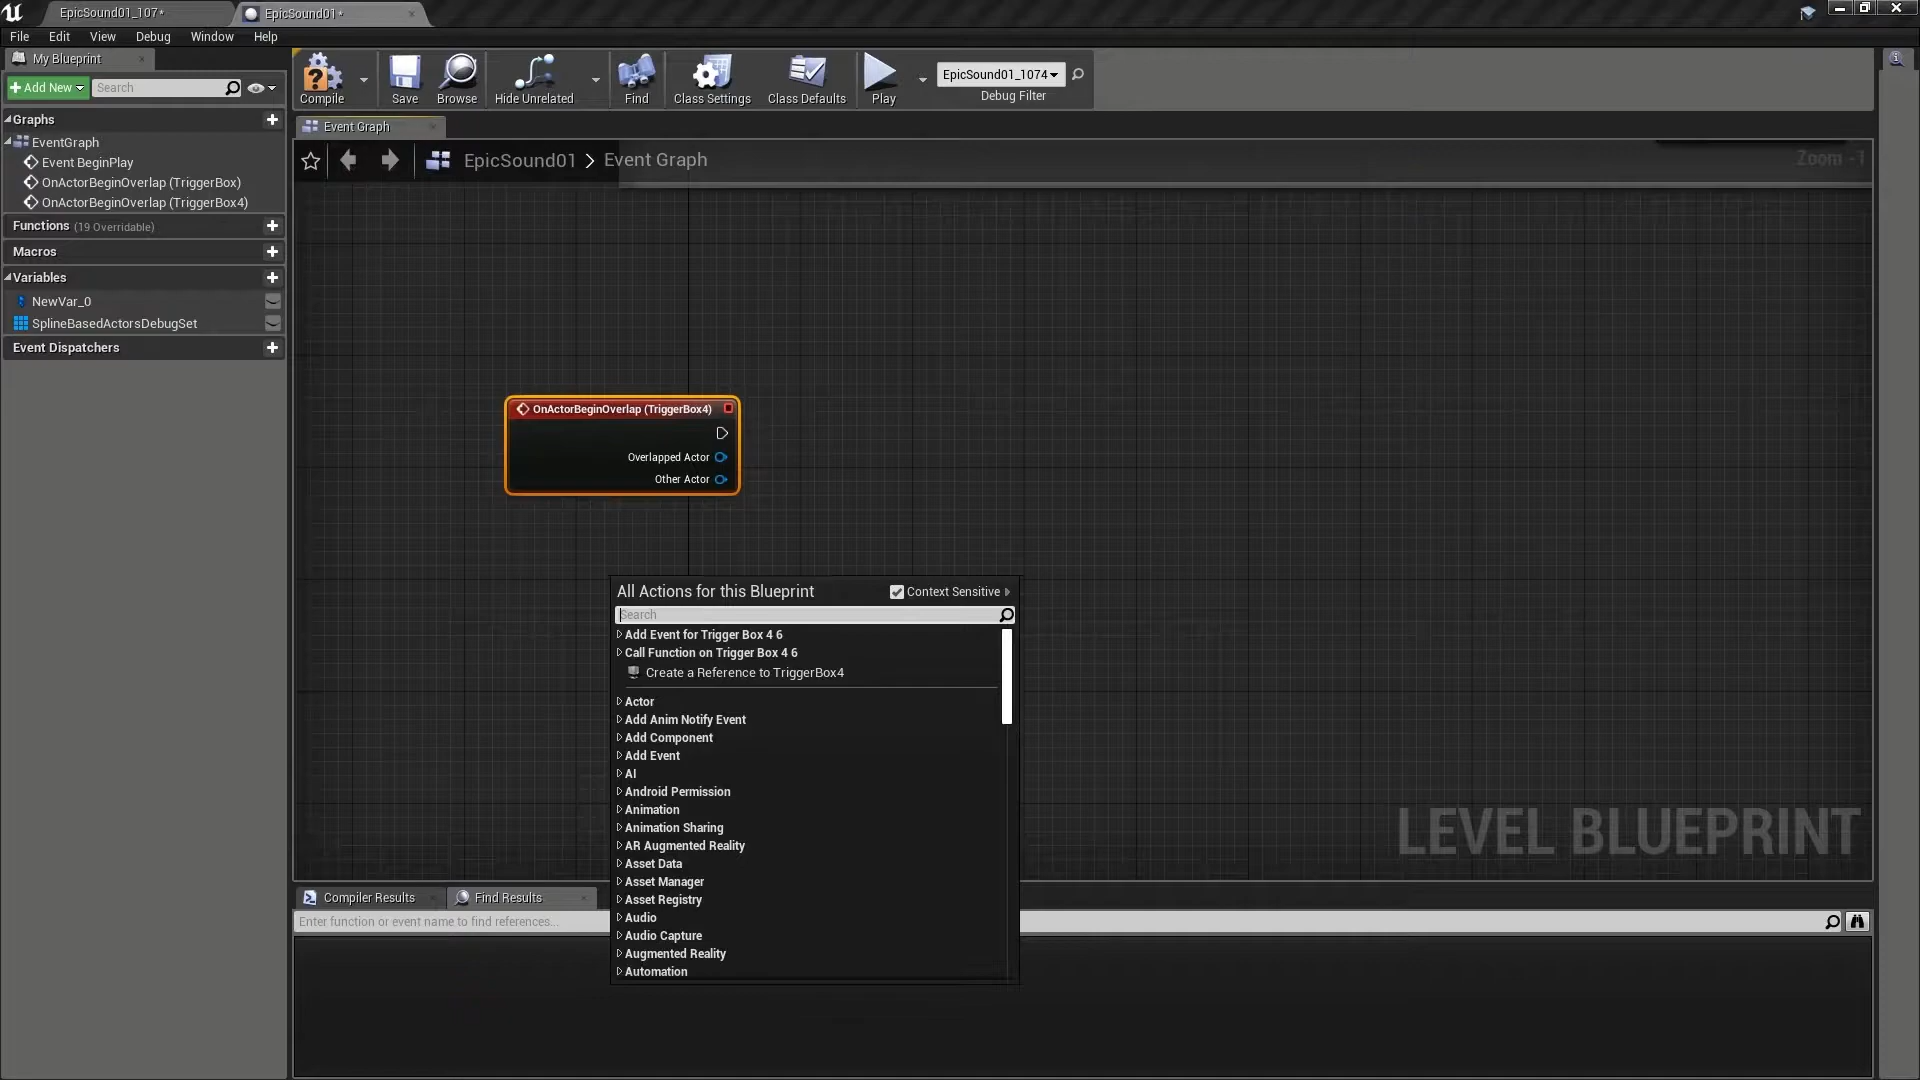 EpicSound01_107*
EpicSound01*
File Edit View Debug Window Help
My Blueprint
Add New
Search
Compile
Save
Browse
Hide Unrelated
Find
Class Settings
Class Defaults
Play
EpicSound01_1074
Debug Filter
Graphs
EventGraph
Event BeginPlay
OnActorBeginOverlap (TriggerBox)
OnActorBeginOverlap (TriggerBox4)
Functions (19 Overridable)
Macros
Variables
NewVar_0
SplineBasedActorsDebugSet
Event Dispatchers
Event Graph
EpicSound01 > Event Graph
Zoom -1
OnActorBeginOverlap (TriggerBox4)
Overlapped Actor
Other Actor
All Actions for this Blueprint
Context Sensitive
Search
Add Event for Trigger Box 4 6
Call Function on Trigger Box 4 6
Create a Reference to TriggerBox4
Actor
Add Anim Notify Event
Add Component
Add Event
AI
Android Permission
Animation
Animation Sharing
AR Augmented Reality
Asset Data
Asset Manager
Asset Registry
Audio
Audio Capture
Augmented Reality
Automation
LEVEL BLUEPRINT
Compiler Results
Find Results
Enter function or event name to find references...